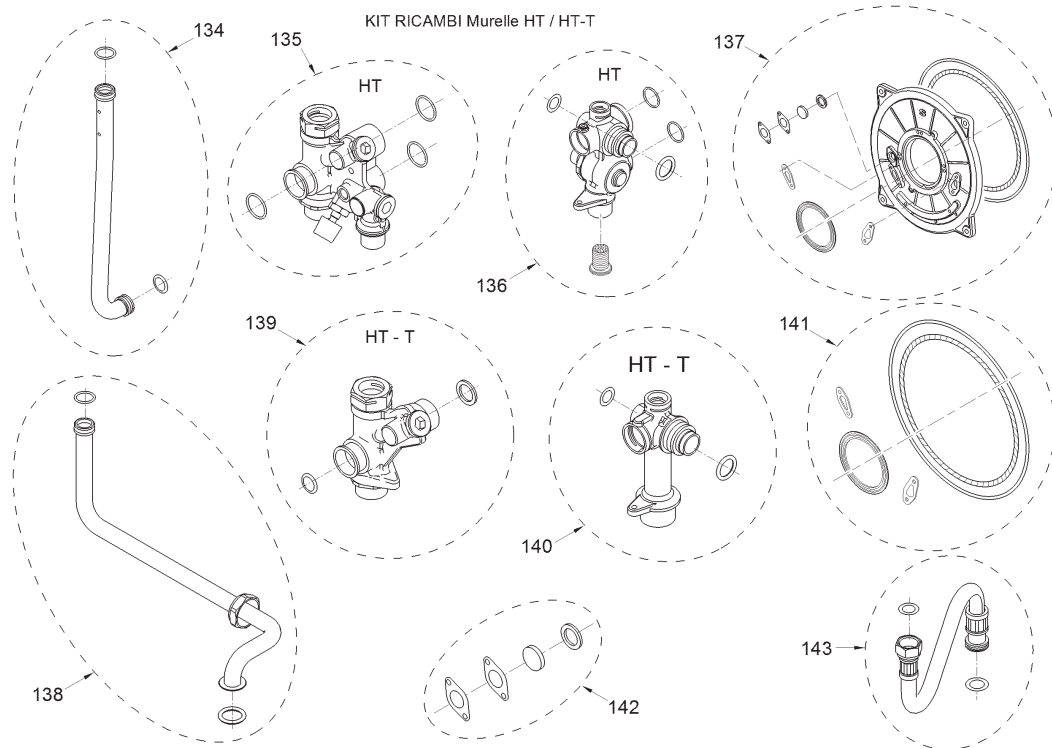 KIT RICAMBI Murelle HT / HT-T
134
135
HT
HT
136
137
139
HT - T
HT - T
140
141
138
142
143